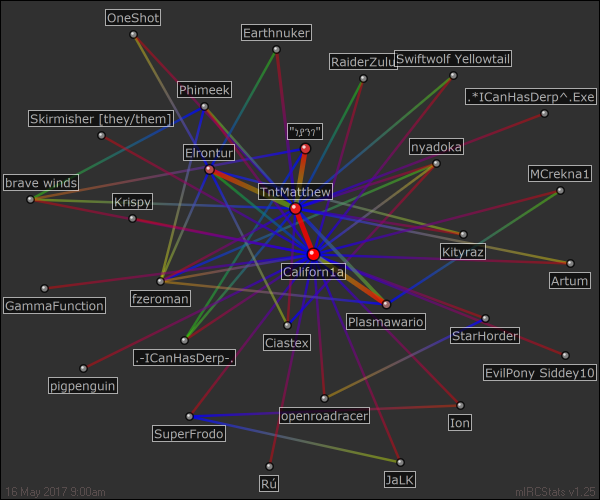 OneShot
Earthnuker
RaiderZulu
Swiftwolf Yellowtail
Phimeek
.*ICanHasDerp^.Exe
Skirmisher [they/them]
Elrontur
nyadoka
brave winds
TntMatthew
MCrekna1
Krispy
Kityraz
Californ1a
Artum
GammaFunction
fzeroman
Plasmawario
StarHorder
Ciastex
.-ICanHasDerp-.
EvilPony Siddey10
pigpenguin
openroadracer
Ion
SuperFrodo
Rú
JaLK
16 May 2017 9:00am
mIRCStats v1.25